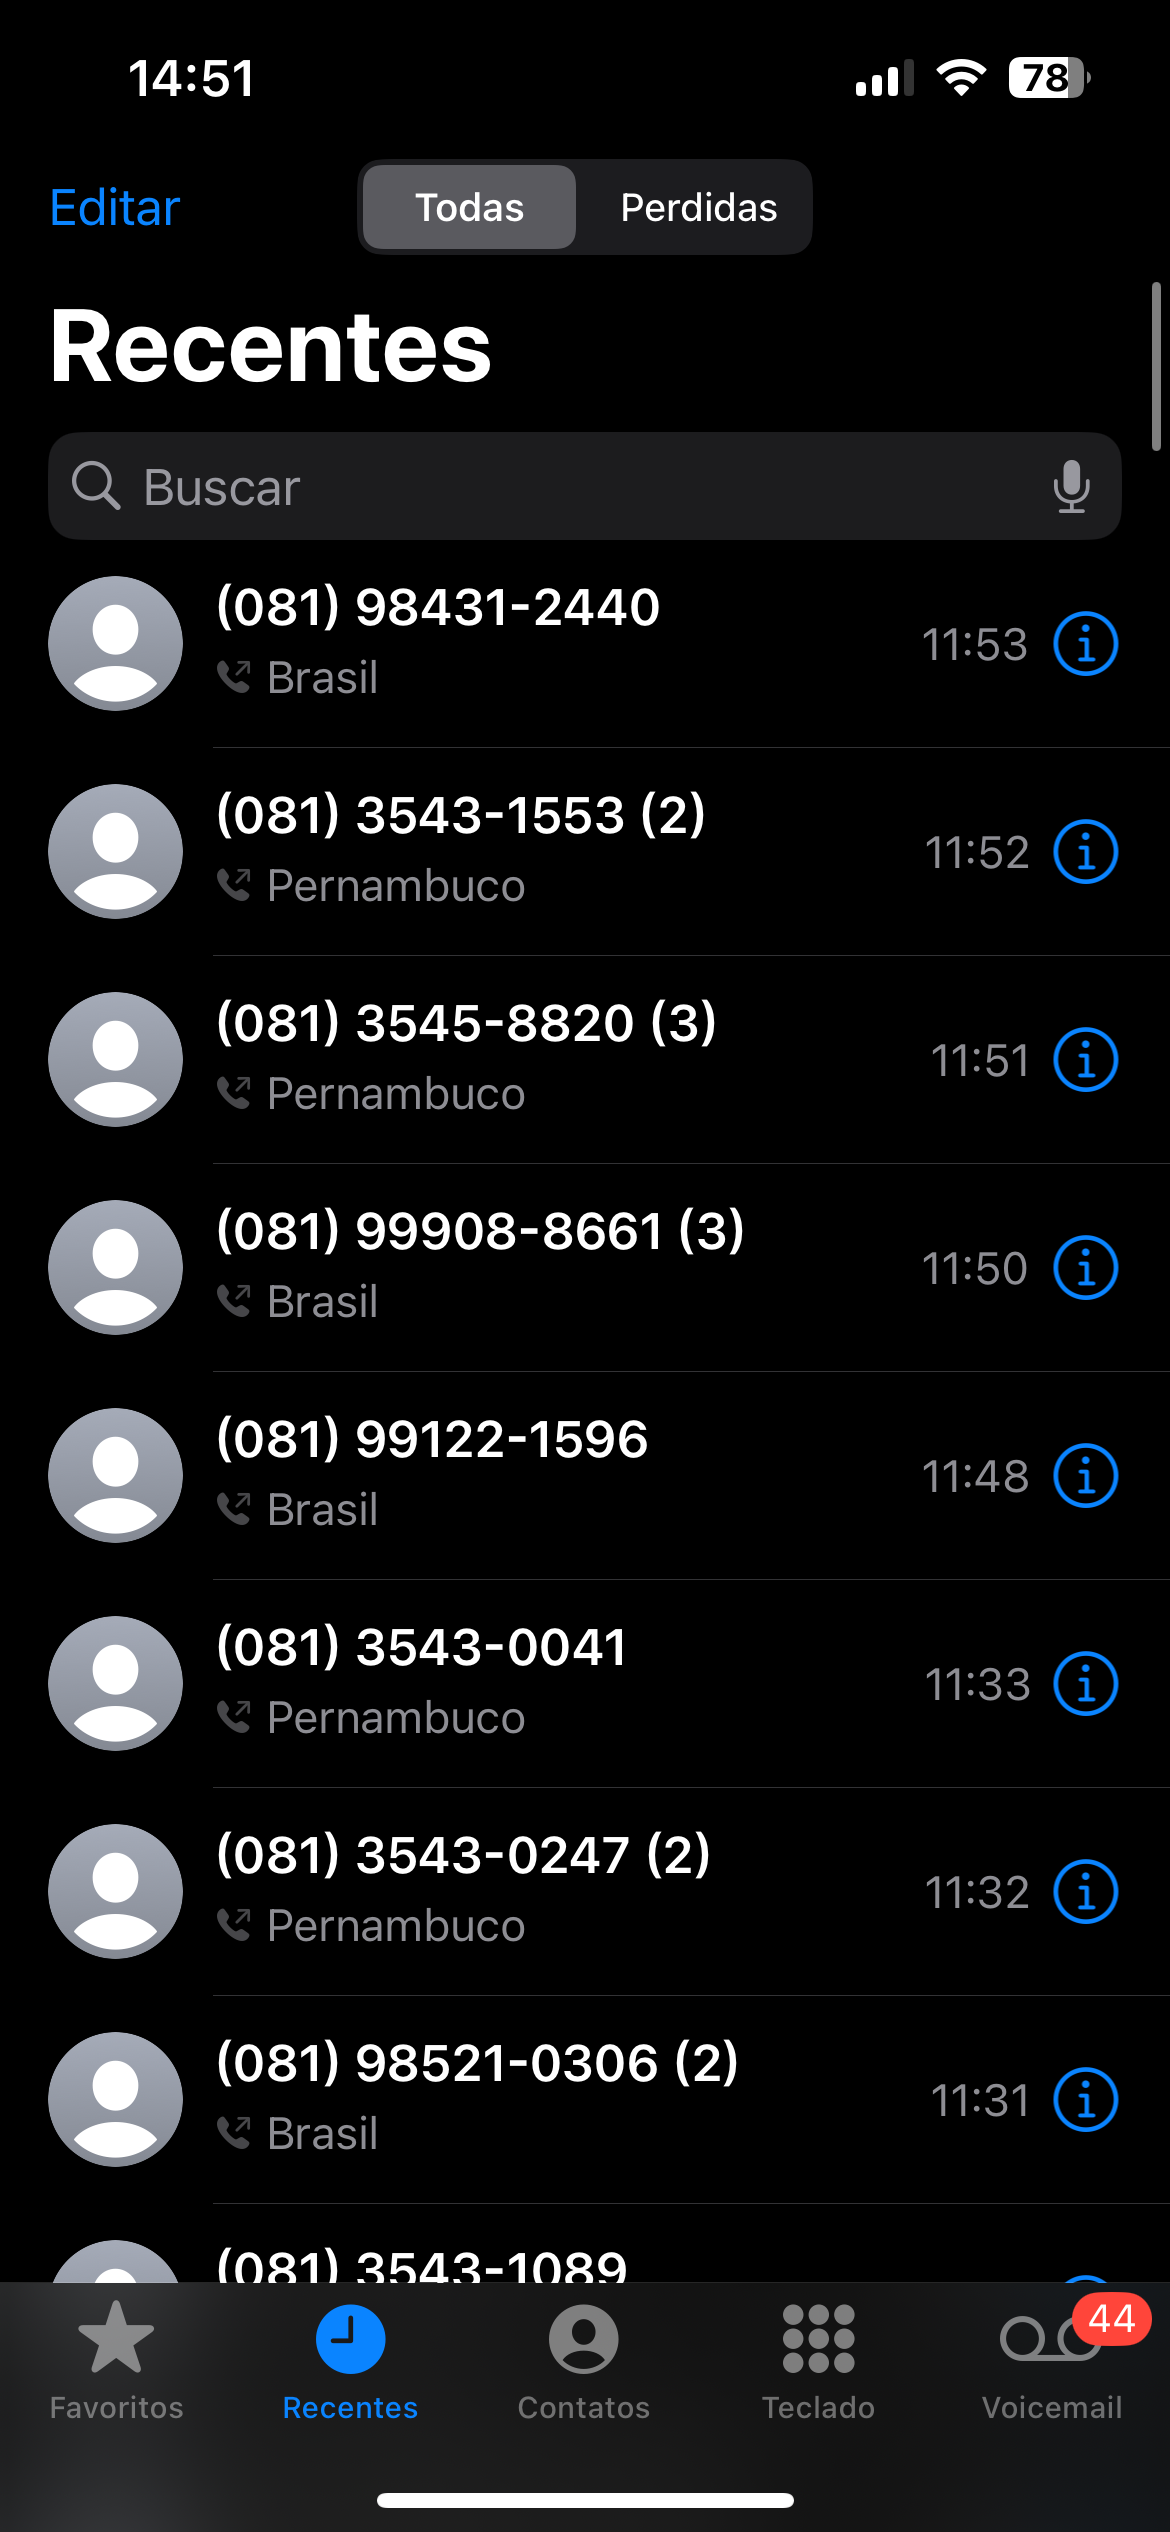 14:51
78
Editar
Todas
Perdidas
Recentes
Buscar
(081) 98431-2440
Brasil
11:53
(081) 3543-1553 (2)
Pernambuco
11:52
(081) 3545-8820 (3)
Pernambuco
11:51
(081) 99908-8661 (3)
Brasil
11:50
(081) 99122-1596
Brasil
11:48
(081) 3543-0041
Pernambuco
11:33
(081) 3543-0247 (2)
Pernambuco
11:32
(081) 98521-0306 (2)
Brasil
11:31
(081) 3543-1089
44
Favoritos
Recentes
Contatos
Teclado
Voicemail